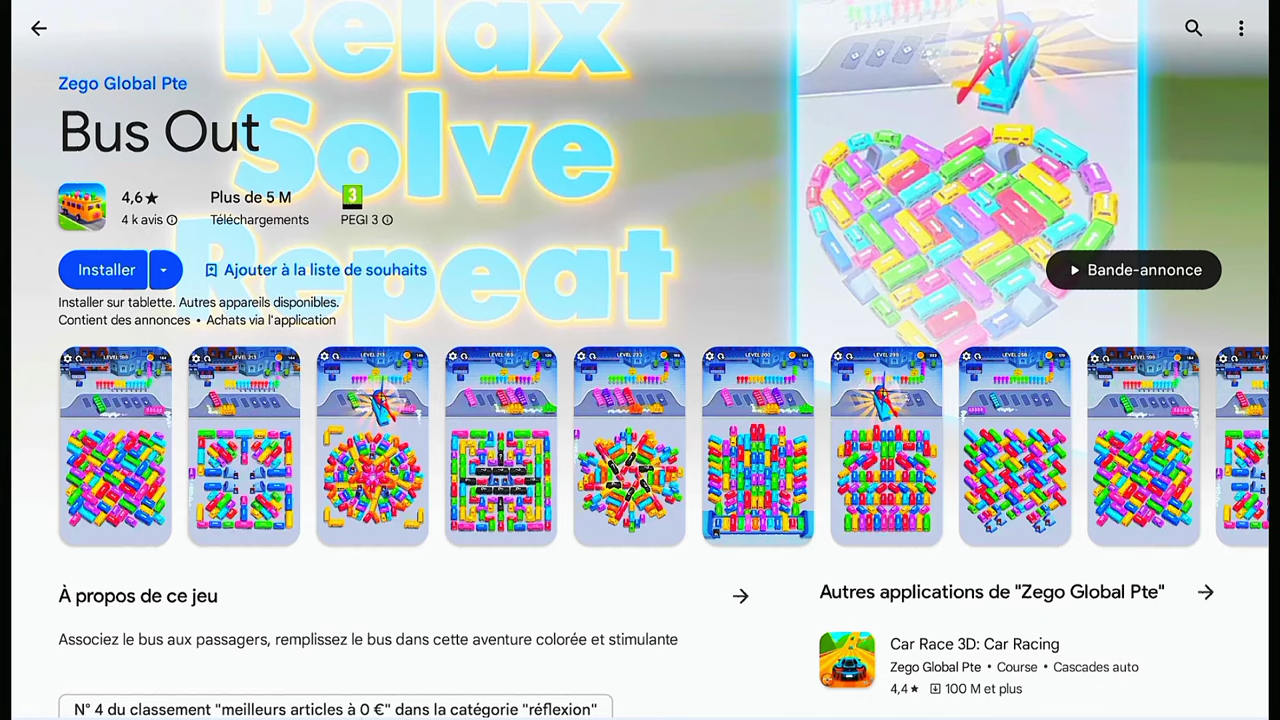 Relax
Solve
Repeat
Zego Global Pte
Bus Out
4,6★
4 k avis
Plus de 5 M
Téléchargements
3
PEGI 3
Installer
Ajouter à la liste de souhaits
Bande-annonce
Installer sur tablette. Autres appareils disponibles.
Contient des annonces • Achats via l'application
À propos de ce jeu
Associez le bus aux passagers, remplissez le bus dans cette aventure colorée et stimulante
N° 4 du classement "meilleurs articles à 0 €" dans la catégorie "réflexion"
Autres applications de "Zego Global Pte"
Car Race 3D: Car Racing
Zego Global Pte • Course • Cascades auto
4,4★ 100 M et plus